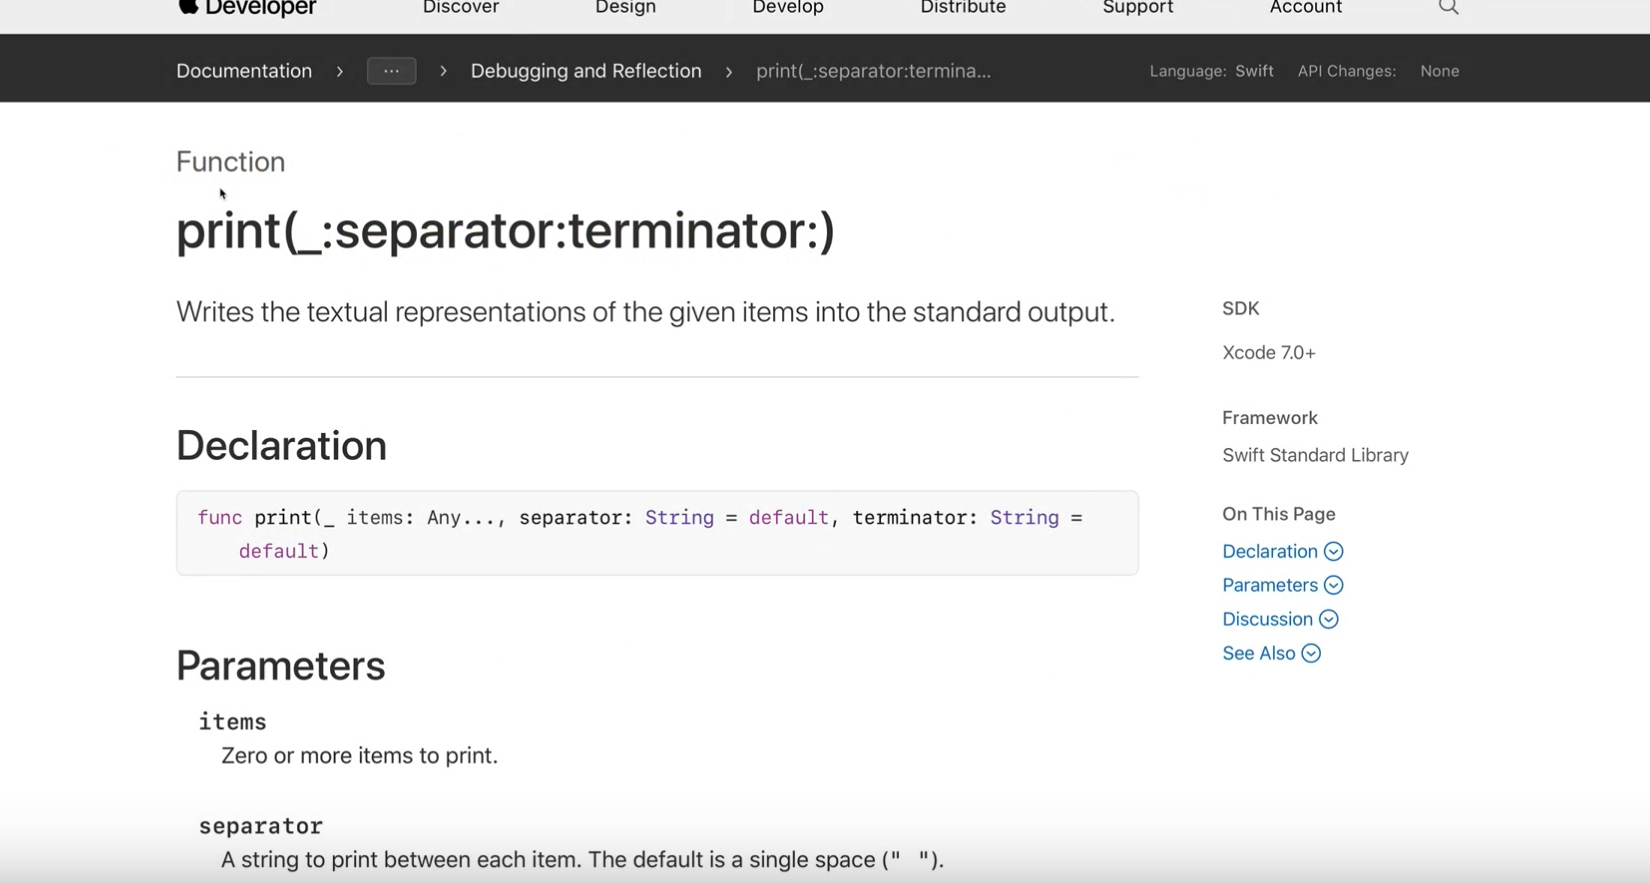 Developer Discover Design Develop Distribute Support Account
Documentation › ... › Debugging and Reflection › print(_:separator:termina... Language: Swift API Changes: None
Function
print(_:separator:terminator:)
Writes the textual representations of the given items into the standard output.
SDK
Xcode 7.0+
Framework
Swift Standard Library
Declaration
func print(_ items: Any..., separator: String = default, terminator: String =
default)
On This Page
Declaration
Parameters
Discussion
See Also
Parameters
items
Zero or more items to print.
separator
A string to print between each item. The default is a single space (" ").